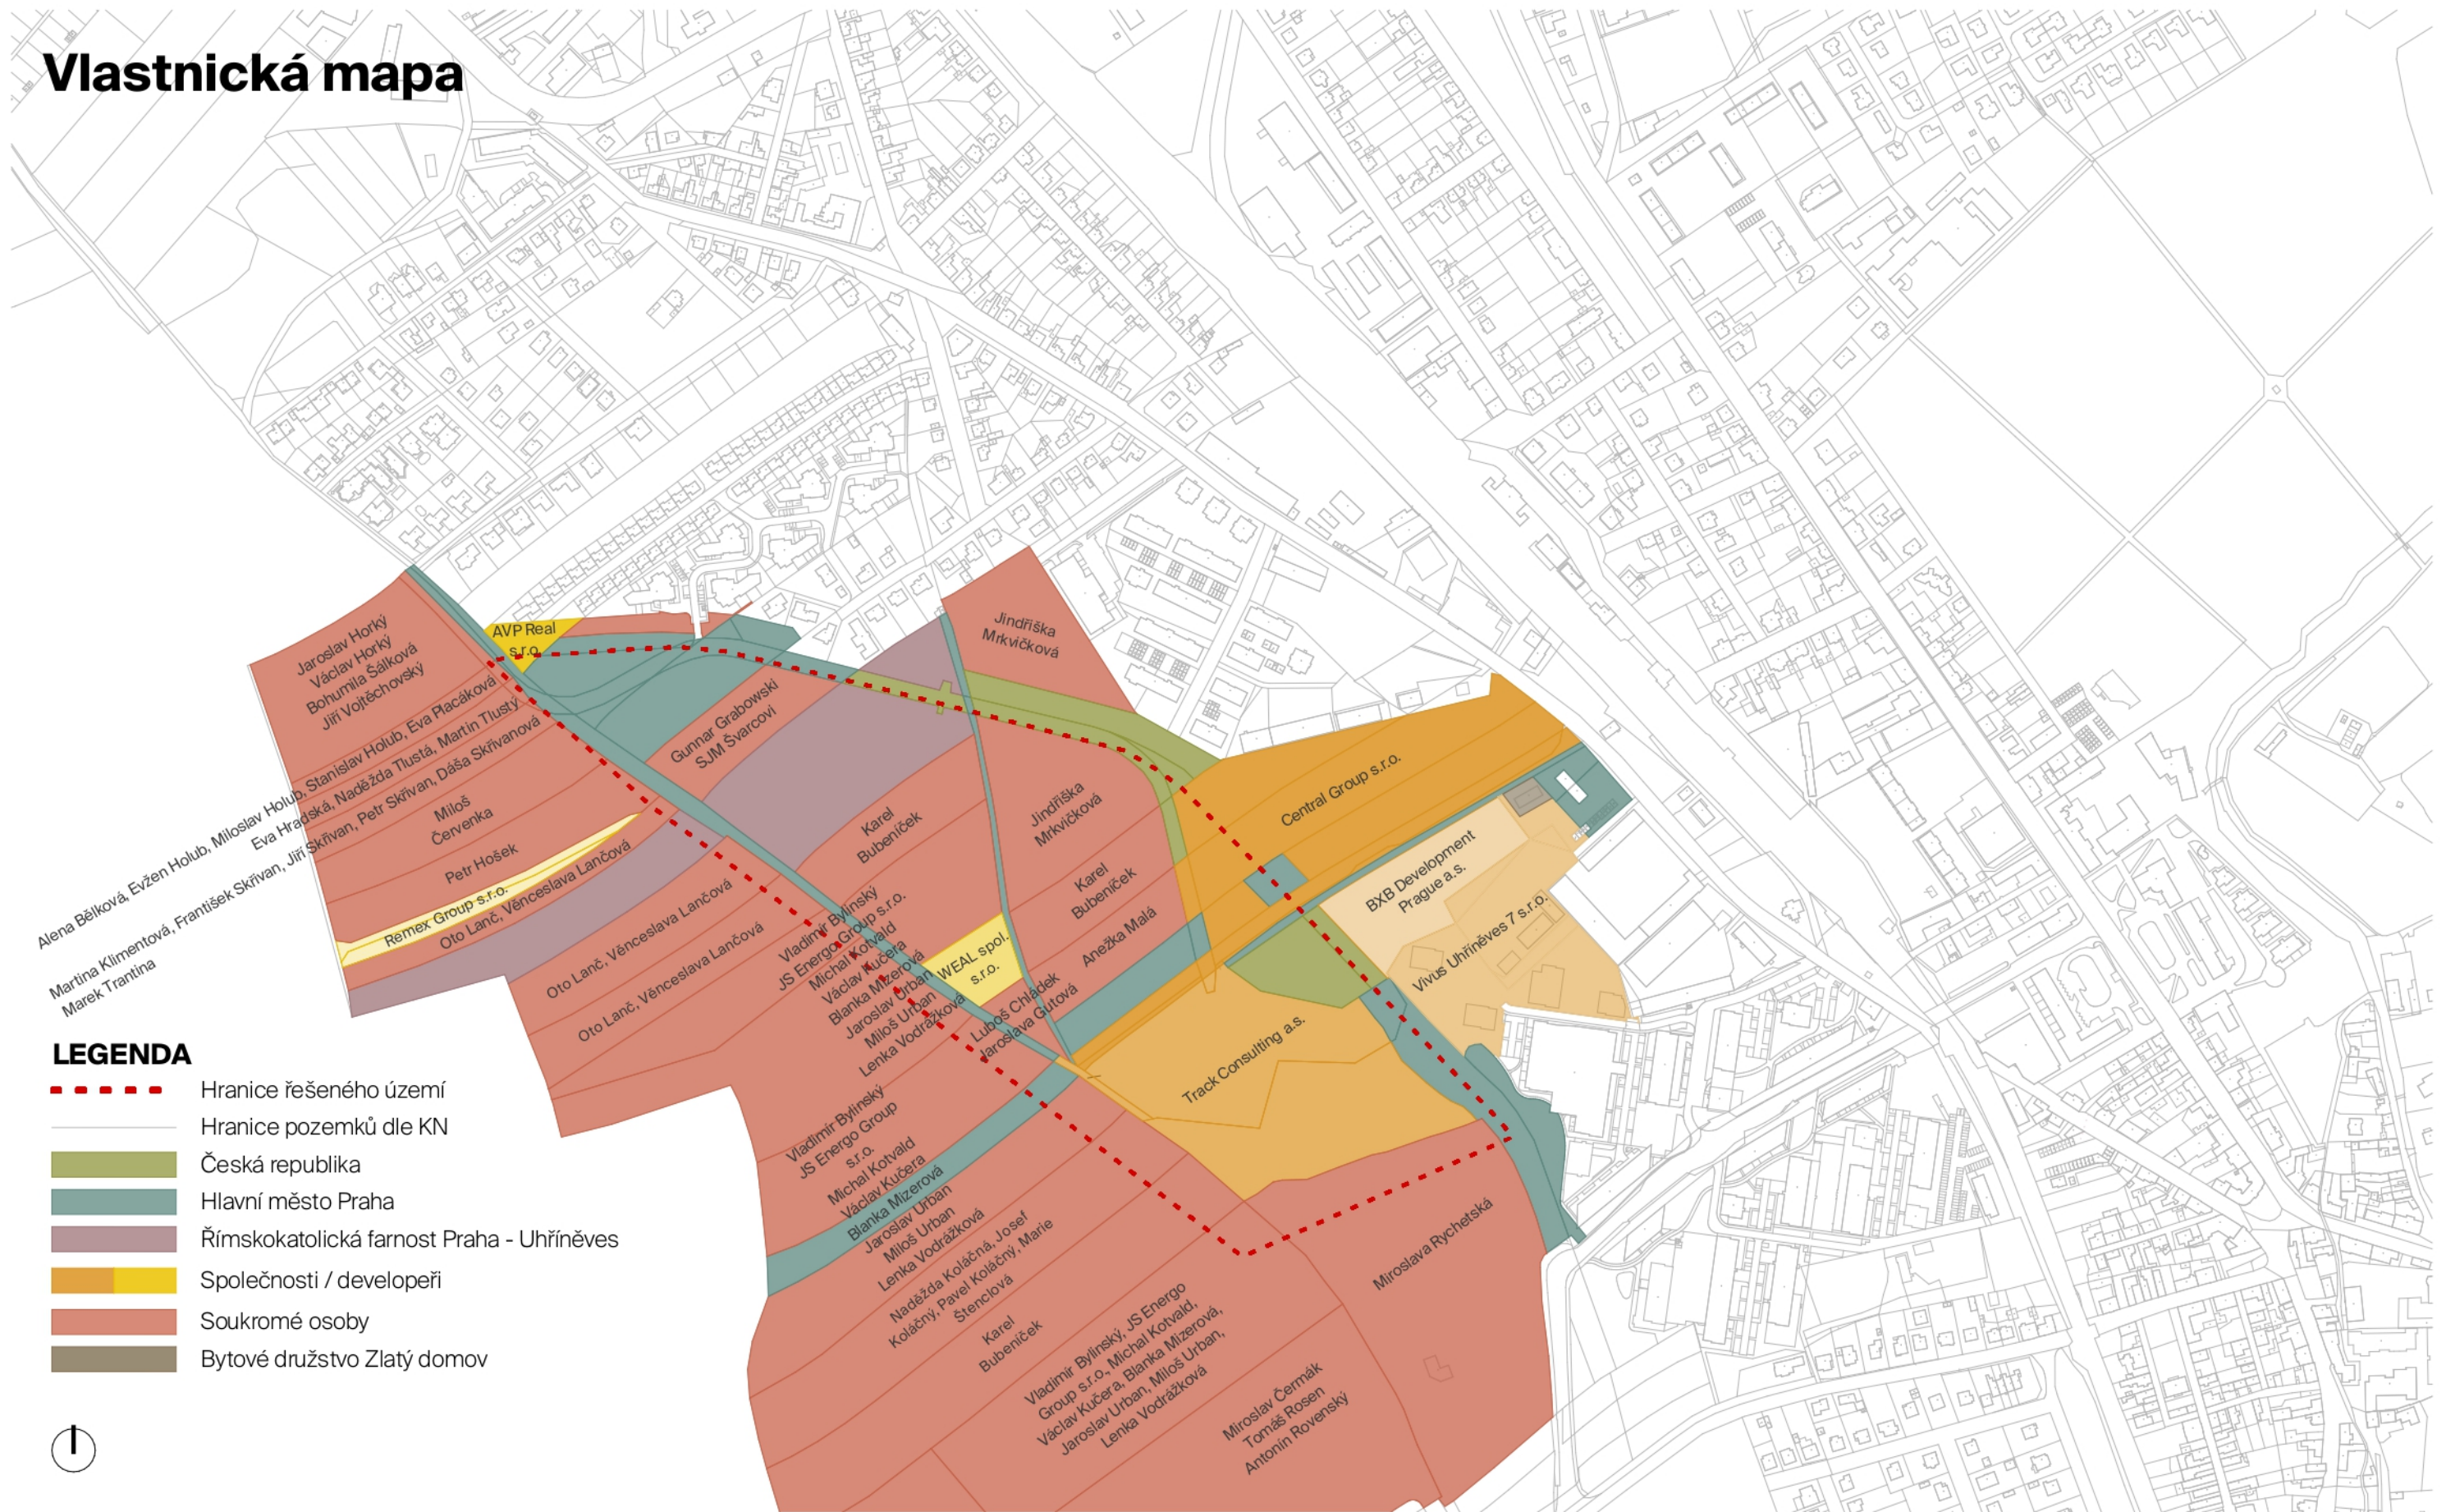 Vlastnická mapa
AVP Real
s.r.o.
Jindřiška
Mrkvičková
Jaroslav Horký
Václav Horký
Bohumila Šálková
Jiří Vojtěchovský
Alena Bělková, Evžen Holub, Miloslav Holub, Stanislav Holub, Eva Placáková
Eva Hradská, Naděžda Tlustá, Martin Tlustý
Martina Klimentová, František Skřivan, Jiří Skřivan, Petr Skřivan, Dáša Skřivanová
Marek Trantina
Miloš
Červenka
Petr Hošek
Remex Group s.r.o.
Oto Lanč, Věnceslava Lančová
Gunnar Grabowski
SJM Švarcovi
Karel
Bubeníček
Jindřiška
Mrkvičková
Karel
Bubeníček
Anežka Malá
Central Group s.r.o.
BXB Development
Prague a.s.
Vivus Uhříněves 7 s.r.o.
Oto Lanč, Věnceslava Lančová
Oto Lanč, Věnceslava Lančová
Vladimír Bylinský
JS Energo Group s.r.o.
Michal Kotvald
Václav Kučera
Blanka Mizerová
Jaroslav Urban
Miloš Urban
Lenka Vodrážková
WEAL spol.
s.r.o.
Luboš Chládek
Jaroslava Gutová
Track Consulting a.s.
Vladimír Bylinský
JS Energo Group
s.r.o.
Michal Kotvald
Václav Kučera
Blanka Mizerová
Jaroslav Urban
Miloš Urban
Lenka Vodrážková
Naděžda Koláčná, Josef
Koláčný, Pavel Koláčný, Marie
Štenclová
Karel
Bubeníček
Vladimír Bylinský, JS Energo
Group s.r.o., Michal Kotvald,
Václav Kučera, Blanka Mizerová,
Jaroslav Urban, Miloš Urban,
Lenka Vodrážková
Miroslava Rychetská
Miroslav Čermák
Tomáš Rosen
Antonín Rovenský
LEGENDA
Hranice řešeného území
Hranice pozemků dle KN
Česká republika
Hlavní město Praha
Římskokatolická farnost Praha - Uhříněves
Společnosti / developeři
Soukromé osoby
Bytové družstvo Zlatý domov